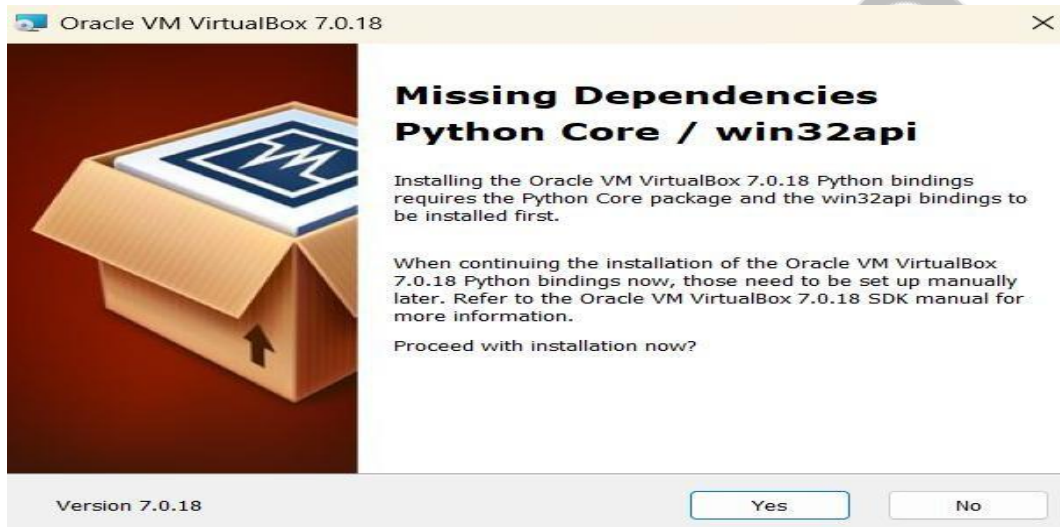 Oracle VM VirtualBox 7.0.18
Missing Dependencies
Python Core / win32api
Installing the Oracle VM VirtualBox 7.0.18 Python bindings
requires the Python Core package and the win32api bindings to
be installed first.
When continuing the installation of the Oracle VM VirtualBox
7.0.18 Python bindings now, those need to be set up manually
later. Refer to the Oracle VM VirtualBox 7.0.18 SDK manual for
more information.
Proceed with installation now?
Version 7.0.18
Yes
No